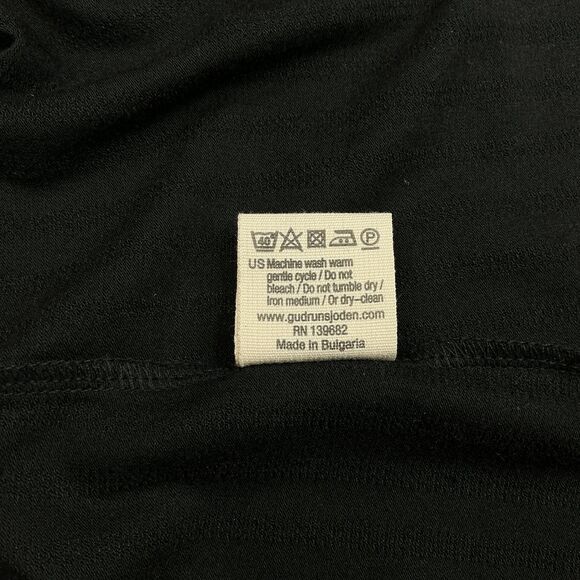 40°
P
US Machine wash warm
gentle cycle / Do not
bleach / Do not tumble dry /
Iron medium / Or dry-clean
www.gudrunsjoden.com
RN 139682
Made in Bulgaria